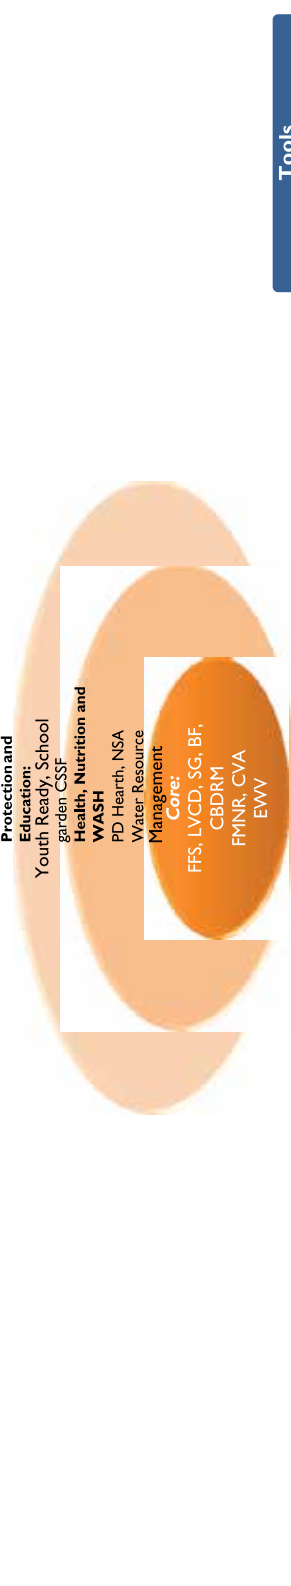 Tools
Protection and
Education:
Youth Ready, School
garden CSSF
Health, Nutrition and
WASH
PD Hearth, NSA
Water Resource
Management
Core:
FFS, LVCD, SG, BF,
CBDRM
FMNR, CVA
EWV